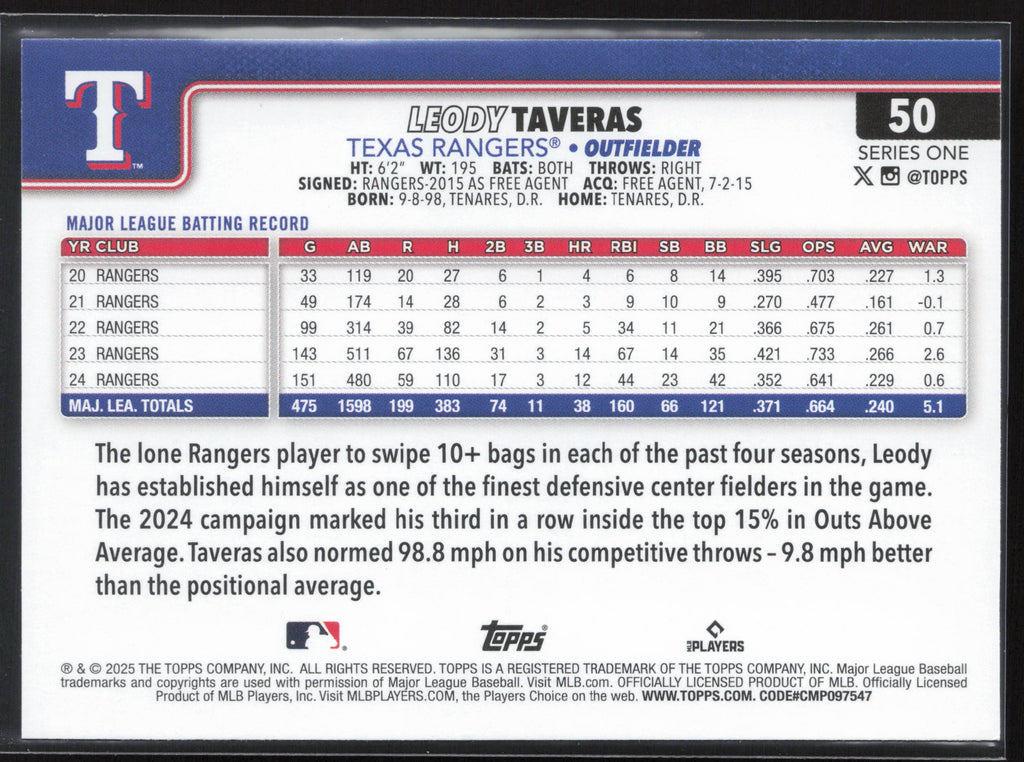 T™
LEODY TAVERAS
50
TEXAS RANGERS® • OUTFIELDER
SERIES ONE
HT: 6'2" WT: 195 BATS: BOTH THROWS: RIGHT
X @TOPPS
SIGNED: RANGERS-2015 AS FREE AGENT ACQ: FREE AGENT, 7-2-15
BORN: 9-8-98, TENARES, D.R. HOME: TENARES, D.R.
MAJOR LEAGUE BATTING RECORD
YR CLUB G AB R H 2B 3B HR RBI SB BB SLG OPS AVG WAR
20 RANGERS 33 119 20 27 6 1 4 6 8 14 .395 .703 .227 1.3
21 RANGERS 49 174 14 28 6 2 3 9 10 9 .270 .477 .161 -0.1
22 RANGERS 99 314 39 82 14 2 5 34 11 21 .366 .675 .261 0.7
23 RANGERS 143 511 67 136 31 3 14 67 14 35 .421 .733 .266 2.6
24 RANGERS 151 480 59 110 17 3 12 44 23 42 .352 .641 .229 0.6
MAJ. LEA. TOTALS 475 1598 199 383 74 11 38 160 66 121 .371 .664 .240 5.1
The lone Rangers player to swipe 10+ bags in each of the past four seasons, Leody
has established himself as one of the finest defensive center fielders in the game.
The 2024 campaign marked his third in a row inside the top 15% in Outs Above
Average. Taveras also normed 98.8 mph on his competitive throws – 9.8 mph better
than the positional average.
Topps® MLB PLAYERS
® & © 2025 THE TOPPS COMPANY, INC. ALL RIGHTS RESERVED. TOPPS IS A REGISTERED TRADEMARK OF THE TOPPS COMPANY, INC. Major League Baseball
trademarks and copyrights are used with permission of Major League Baseball. Visit MLB.com. OFFICIALLY LICENSED PRODUCT OF MLB. Officially Licensed
Product of MLB Players, Inc. Visit MLBPLAYERS.COM, the Players Choice on the web. WWW.TOPPS.COM. CODE#CMP097547